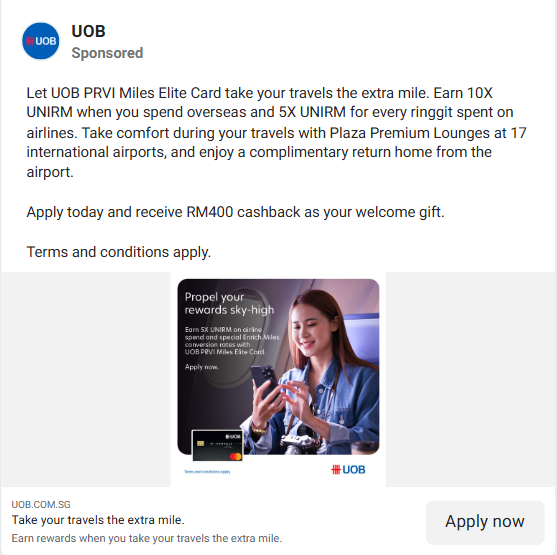 UOB
UOB
Sponsored
Let UOB PRVI Miles Elite Card take your travels the extra mile. Earn 10X
UNIRM when you spend overseas and 5X UNIRM for every ringgit spent on
airlines. Take comfort during your travels with Plaza Premium Lounges at 17
international airports, and enjoy a complimentary return home from the
airport.
Apply today and receive RM400 cashback as your welcome gift.
Terms and conditions apply.
Propel your
rewards sky-high
Earn 5X UNIRM on airline
spend and special Enrich Miles
conversion rates with
UOB PRVI Miles Elite Card.
Apply now.
UOB
Terms and conditions apply.
UOB
UOB.COM.SG
Take your travels the extra mile.
Earn rewards when you take your travels the extra mile.
Apply now